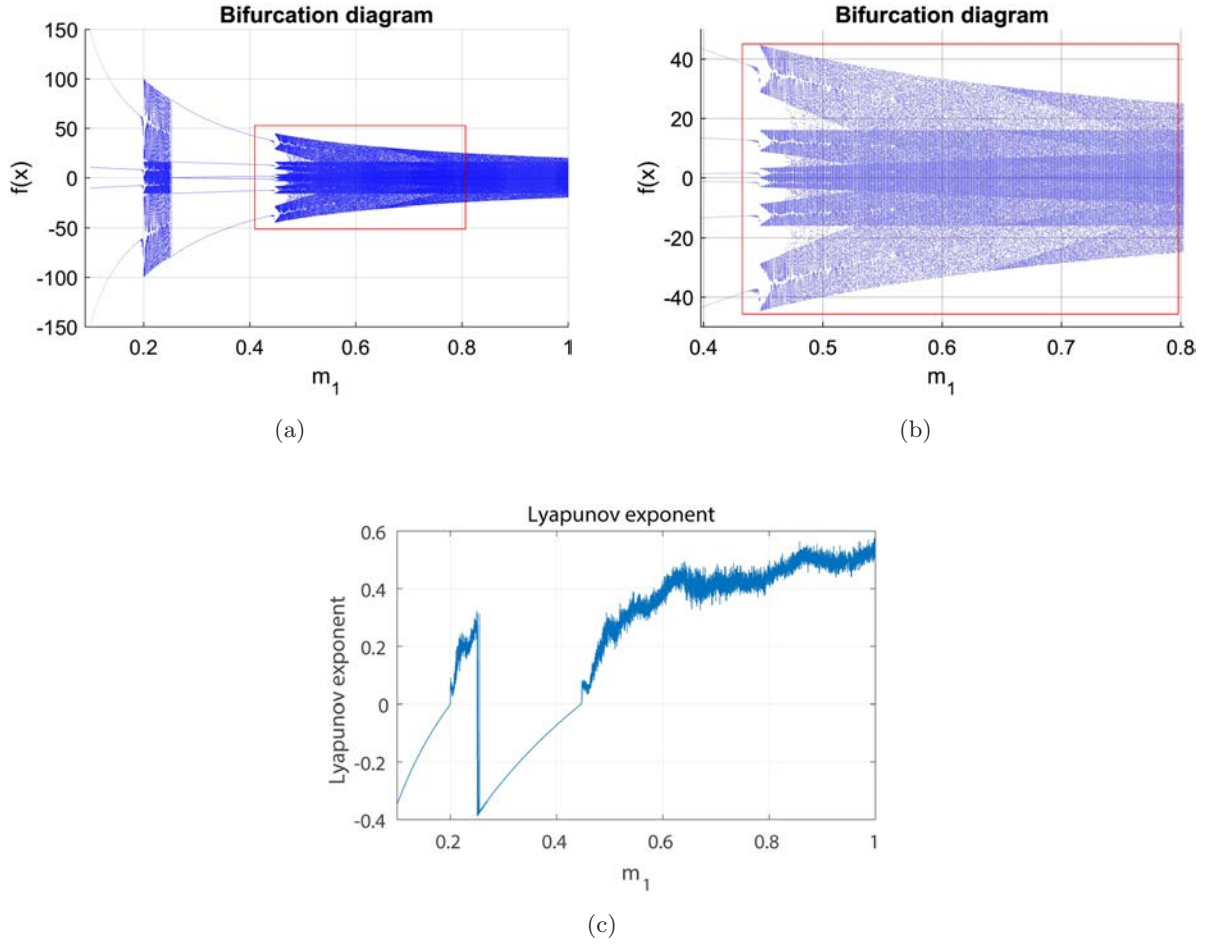 Bifurcation diagram
150
100
50
0
-50
-100
-150
f(x)
0.2
0.4
0.6
0.8
1
m1
(a)
Bifurcation diagram
40
20
0
-20
-40
f(x)
0.4
0.5
0.6
0.7
0.8
m1
(b)
Lyapunov exponent
0.6
0.4
0.2
0
-0.2
-0.4
Lyapunov exponent
0.2
0.4
0.6
0.8
1
m1
(c)